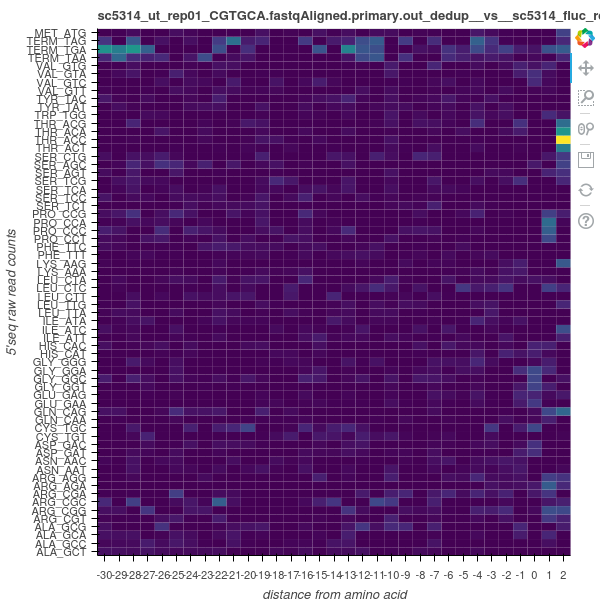 sc5314_ut_rep01_CGTGCA.fastqAligned.primary.out_dedup__vs__sc5314_fluc_re
MET_ATG
TERM_TAG
TERM_TGA
TERM_TAA
VAL_GTG
VAL_GTA
VAL_GTC
VAL_GTT
TYR_TAC
TYR_TAT
TRP_TGG
THR_ACG
THR_ACA
THR_ACC
THR_ACT
SER_CTG
SER_AGC
SER_AGT
SER_TCG
SER_TCA
SER_TCC
SER_TCT
PRO_CCG
PRO_CCA
PRO_CCC
PRO_CCT
PHE_TTC
PHE_TTT
LYS_AAG
LYS_AAA
LEU_CTA
LEU_CTC
LEU_CTT
LEU_TTG
LEU_TTA
ILE_ATA
ILE_ATC
ILE_ATT
HIS_CAC
HIS_CAT
GLY_GGG
GLY_GGA
GLY_GGC
GLY_GGT
GLU_GAG
GLU_GAA
GLN_CAG
GLN_CAA
CYS_TGC
CYS_TGT
ASP_GAC
ASP_GAT
ASN_AAC
ASN_AAT
ARG_AGG
ARG_AGA
ARG_CGA
ARG_CGC
ARG_CGG
ARG_CGT
ALA_GCG
ALA_GCA
ALA_GCC
ALA_GCT
5'seq raw read counts
-30 -29 -28 -27 -26 -25 -24 -23 -22 -21 -20 -19 -18 -17 -16 -15 -14 -13 -12 -11 -10 -9 -8 -7 -6 -5 -4 -3 -2 -1 0 1 2
distance from amino acid